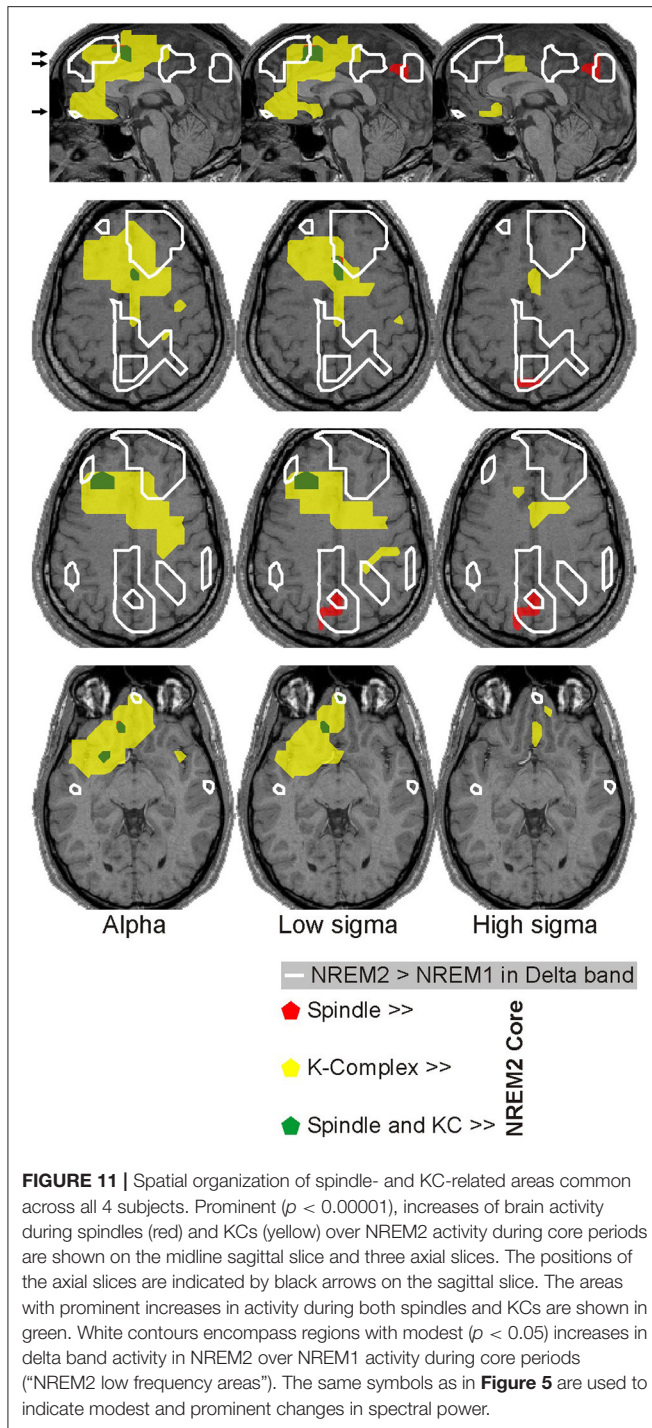 Alpha Low sigma High sigma
NREM2 > NREM1 in Delta band
Spindle >>
K-Complex >>
Spindle and KC >>
NREM2 Core
FIGURE 11 | Spatial organization of spindle- and KC-related areas common
across all 4 subjects. Prominent (p < 0.00001), increases of brain activity
during spindles (red) and KCs (yellow) over NREM2 activity during core periods
are shown on the midline sagittal slice and three axial slices. The positions of
the axial slices are indicated by black arrows on the sagittal slice. The areas
with prominent increases in activity during both spindles and KCs are shown in
green. White contours encompass regions with modest (p < 0.05) increases in
delta band activity in NREM2 over NREM1 activity during core periods
(“NREM2 low frequency areas”). The same symbols as in Figure 5 are used to
indicate modest and prominent changes in spectral power.